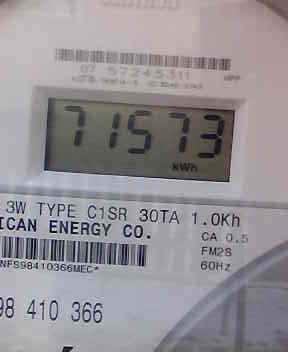 07 57245311
71573
kWh
3W TYPE C1SR 30TA 1.0Kh
ICAN ENERGY CO.
CA 0.5
FM2S
NFS98410366MEC*
60Hz
98 410 366